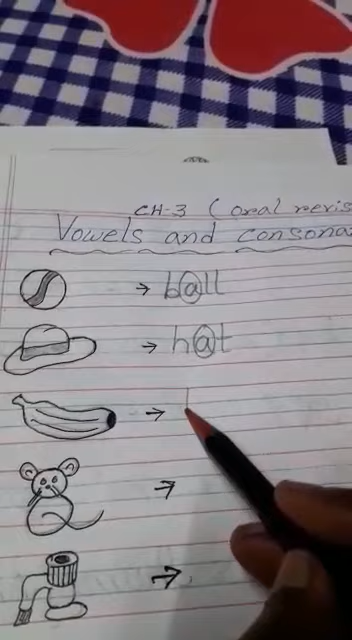 CH-3 (oral revis
Vowels and consona
→ ball
→ hat
→
→
→